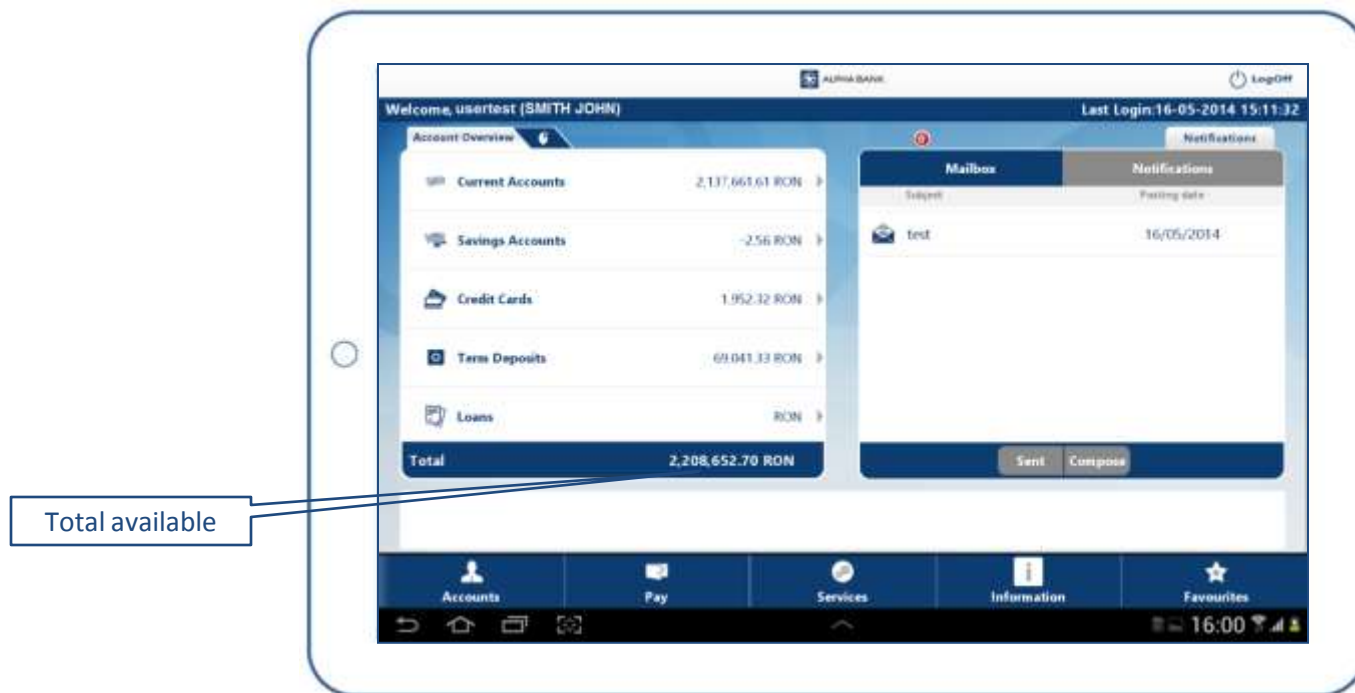 ALPHA BANK
LogOff
Welcome, usertest (SMITH JOHN)
Last Login:16-05-2014 15:11:32
Account Overview
Notifications
Current Accounts 2,137,661.61 RON
Savings Accounts -2.56 RON
Credit Cards 1,952.32 RON
Term Deposits 69,041.33 RON
Loans RON
Total 2,208,652.70 RON
Mailbox Notifications
Subject Posting date
test 16/05/2014
Sent Compose
Total available
Accounts Pay Services Information Favourites
16:00